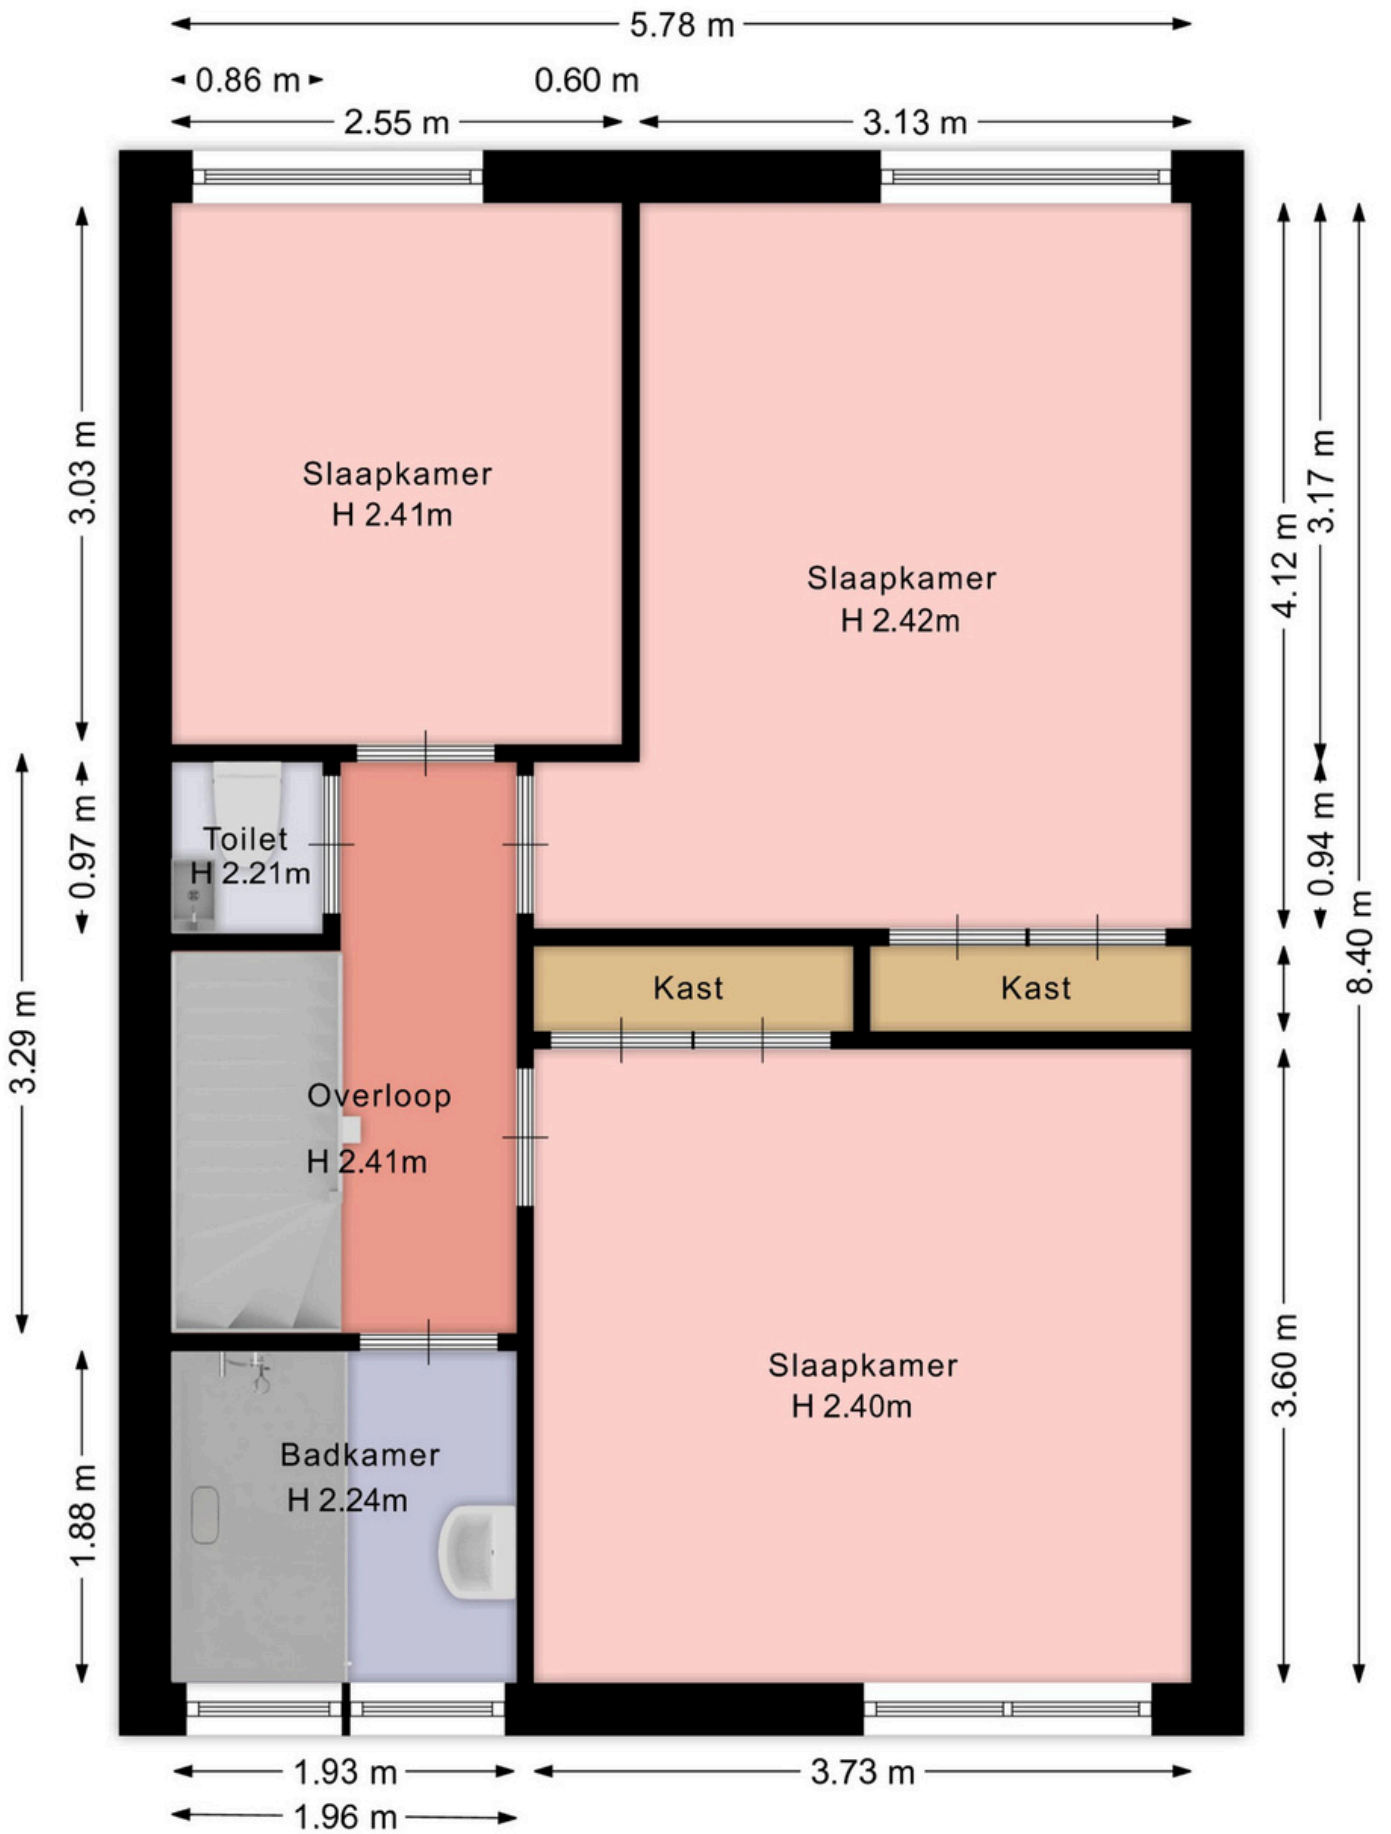 5.78 m
0.86 m
0.60 m
2.55 m
3.13 m
3.03 m
3.17 m
4.12 m
Slaapkamer
H 2.41m
Slaapkamer
H 2.42m
0.97 m
0.94 m
8.40 m
Toilet
H 2.21m
Kast
Kast
3.29 m
Overloop
H 2.41m
Slaapkamer
H 2.40m
3.60 m
Badkamer
H 2.24m
1.88 m
1.93 m
3.73 m
1.96 m